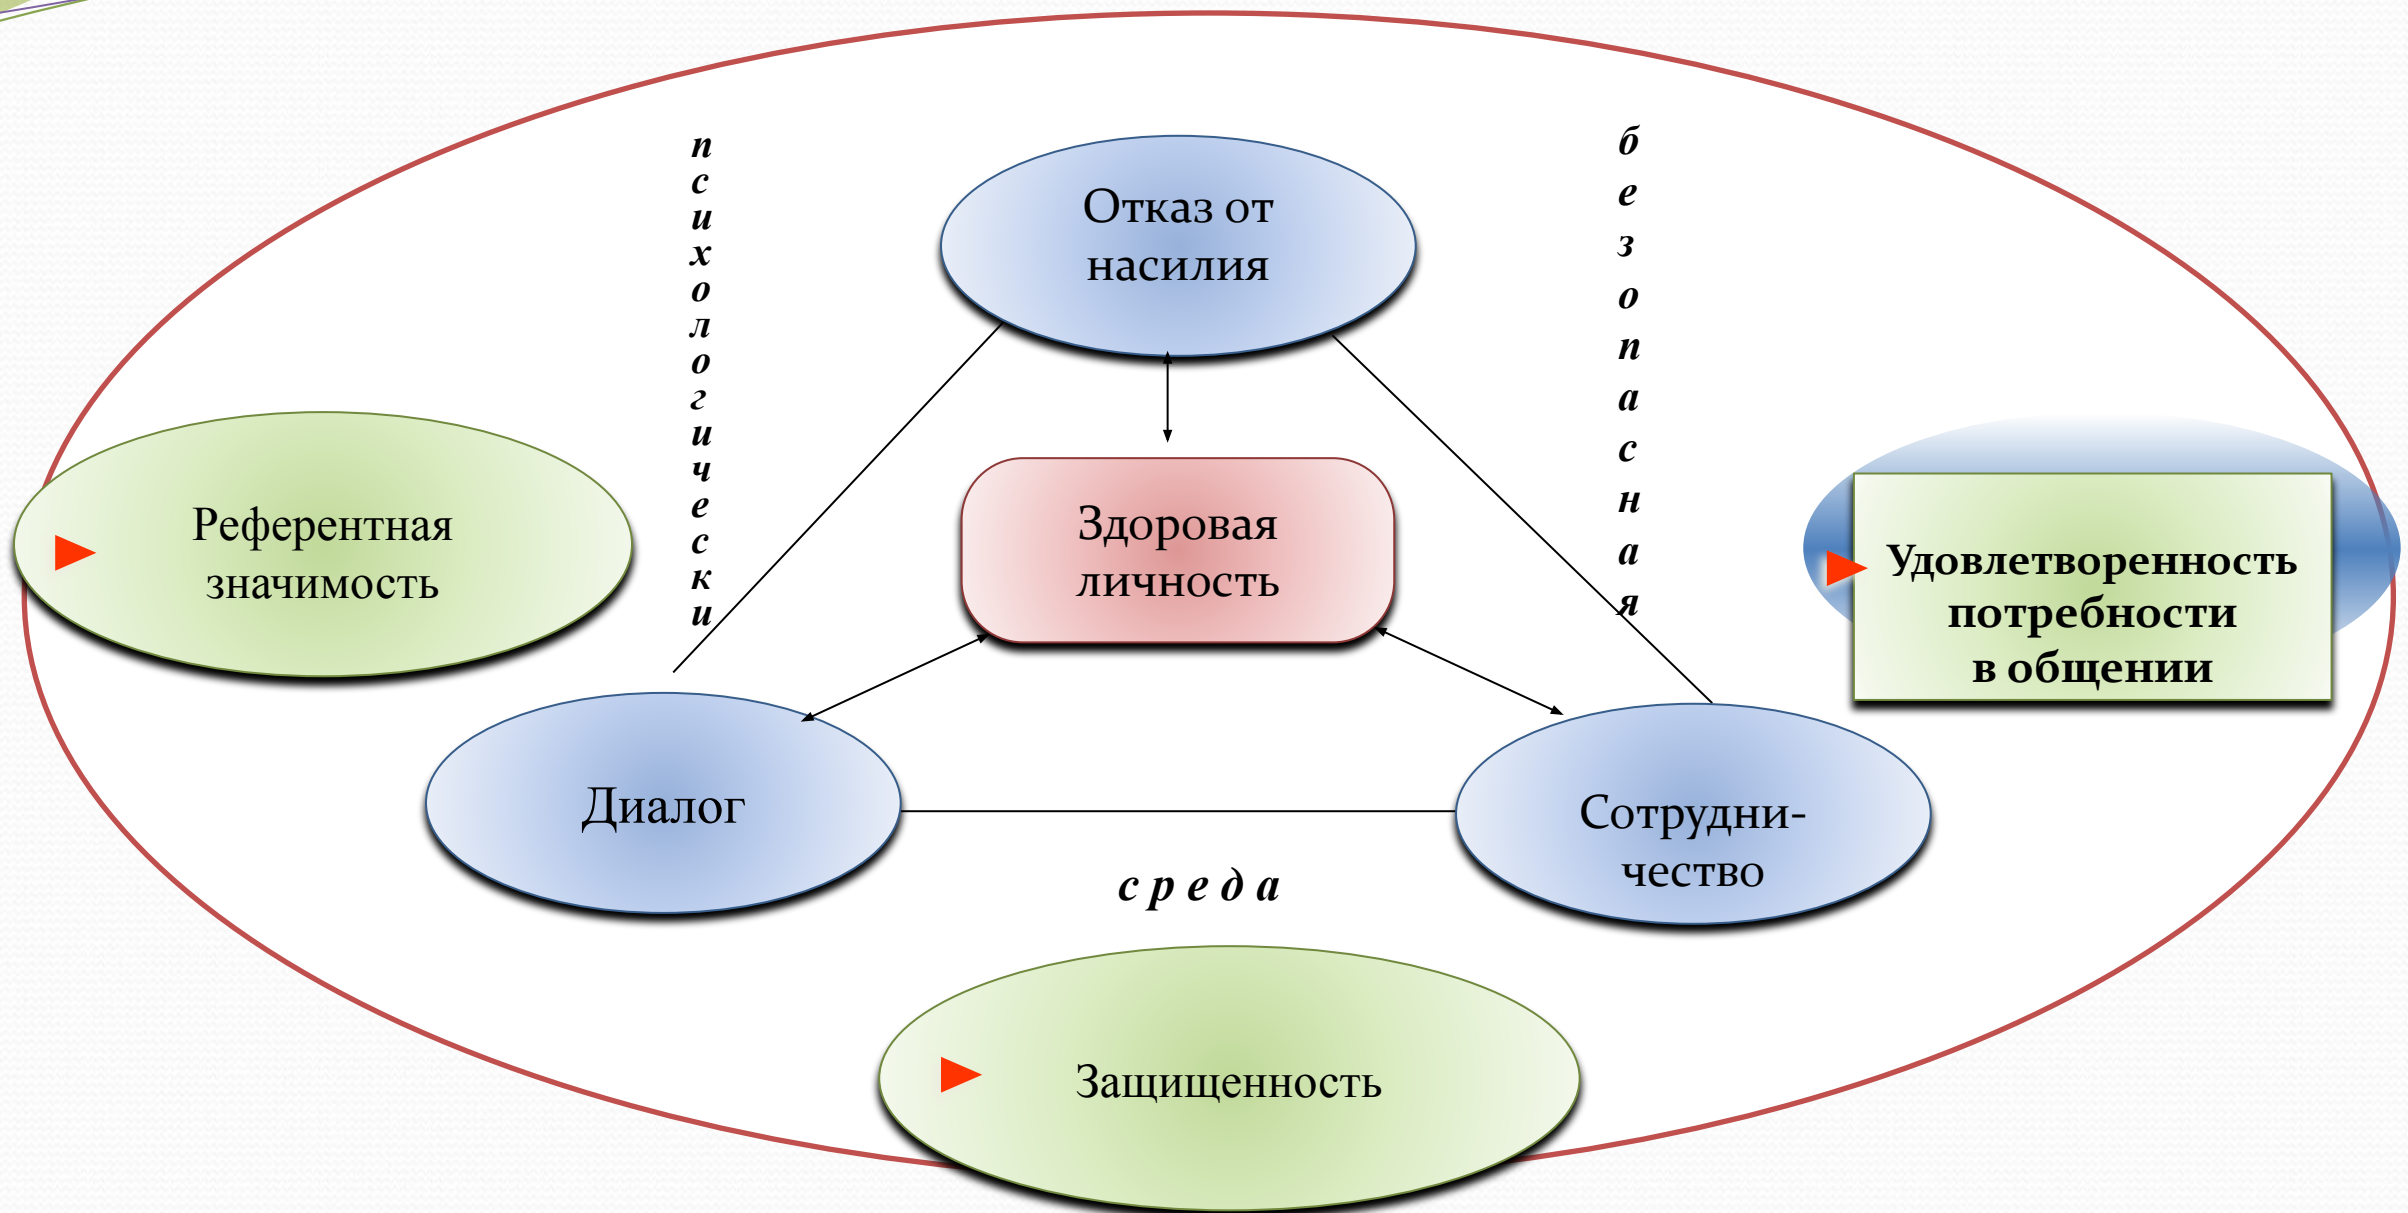 психологически
безопасная
Отказ от
насилия
Референтная
значимость
Здоровая
личность
Удовлетворенность
потребности
в общении
Диалог
Сотрудни-
чество
среда
Защищенность